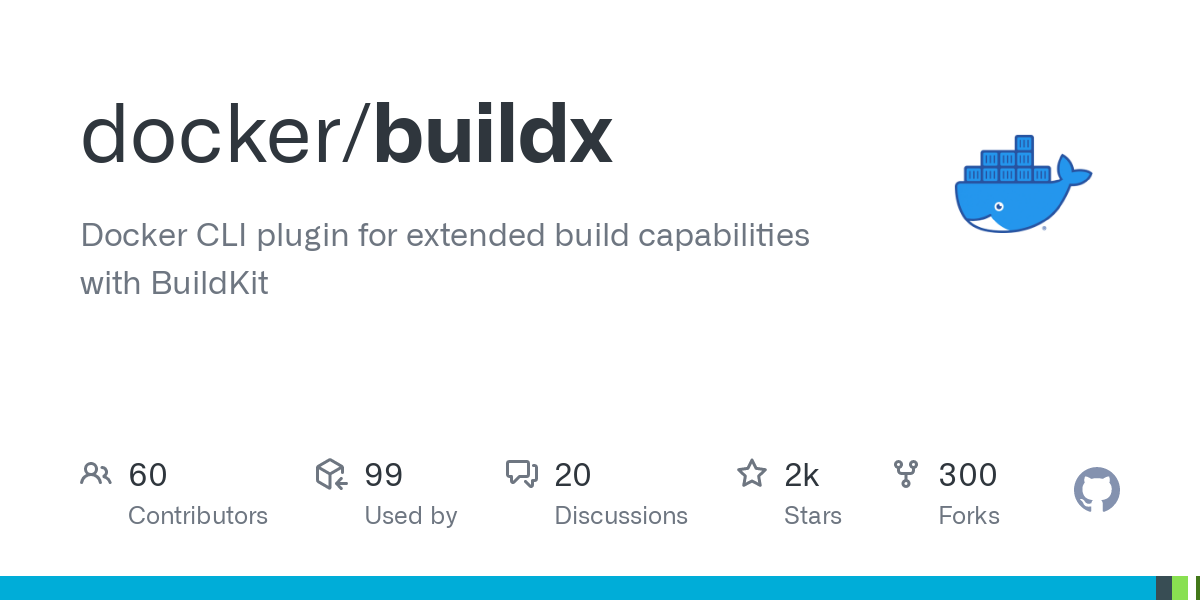 docker/buildx
Docker CLI plugin for extended build capabilities
with BuildKit
60
Contributors
99
Used by
20
Discussions
2k
Stars
300
Forks